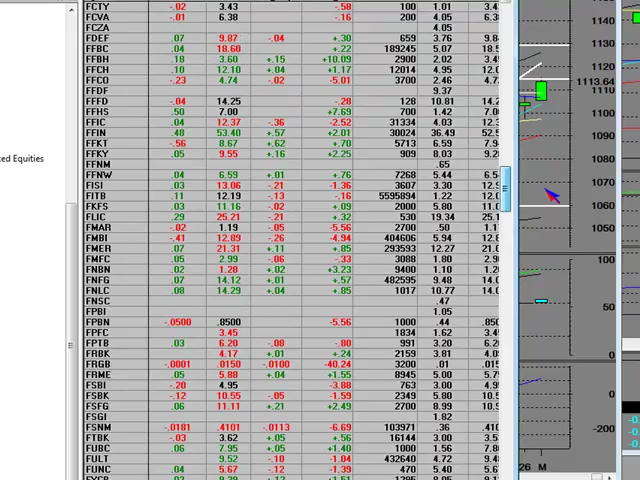 FCTY -.02 3.43 -.58 100 1.01 3.4
FCVA -.01 6.38 -.16 200 4.05 6.3
FCZA 4.05
FDEF .07 9.87 -.04 +.30 659 3.76 9.8
FFBC .04 18.60 +.22 189245 5.07 18.5
FFBH .18 3.60 +.15 +10.09 2900 2.02 3.4
FFCH .10 12.10 +.04 +1.17 12014 4.95 12.0
FFCO -.23 4.74 -.02 -5.01 3700 2.46 4.7
FFDF 9.37
FFFD -.04 14.25 -.28 128 10.81 14.2
FFHS .50 7.00 +7.69 700 1.42 7.0
FFIC .04 12.37 -.36 -2.52 31334 4.03 12.3
FFIN .48 53.40 +.57 +2.01 30024 36.49 52.5
FFKT -.56 8.67 +.62 +.70 5713 6.59 7.9
FFKY .05 9.55 +.16 +2.25 909 8.03 9.2
FFNM .65
FFNW .04 6.59 +.01 +.76 7268 5.44 6.5
FISI .03 13.06 -.21 -1.36 3607 3.30 12.9
FITB .11 12.19 -.13 -.16 5595894 1.22 12.0
FKFS .03 11.16 -.02 +.09 2000 5.80 11.0
FLIC .29 25.21 -.21 +.32 530 19.34 25.1
FMAR -.02 1.19 -.05 -5.56 2700 .50 1.1
FMBI -.41 12.89 -.26 -4.94 404606 5.94 12.8
FMER .07 21.31 +.11 +.85 293593 12.27 21.0
FMFC .05 2.99 -.06 -.33 3088 1.80 2.9
FNBN .02 1.28 +.02 +3.23 9400 1.10 1.2
FNFG .07 14.12 +.01 +.57 482595 9.48 14.0
FNLC .08 14.29 +.04 +.85 1017 10.77 14.0
FNSC .47
FPBI 1.05
FPBN -.0500 .8500 -5.56 1000 .44 .850
FPFC 3.45 1834 1.62 3.4
FPTB .03 6.20 -.08 -.80 991 3.20 6.2
FRBK 4.17 +.01 +.24 2159 3.81 4.0
FRGB -.0001 .0150 -.0100 -40.24 3200 .01 .015
FRME .05 5.88 +.04 +1.55 8945 5.00 5.7
FSBI -.20 4.95 -3.88 763 3.00 4.9
FSBK -.12 10.55 -.02 -1.59 2349 5.80 10.5
FSFG .06 11.11 +.21 +2.49 2700 8.99 10.9
FSGI 1.82
FSNM -.0181 .4101 -.0113 -6.69 103971 .36 .410
FTBK -.03 3.62 +.05 +.56 16144 3.00 3.5
FUBC .06 7.95 +.05 +1.40 1000 1.56 7.8
FULT 9.52 -.10 -1.04 432640 4.72 9.4
FUNC .04 5.67 -.12 -1.39 470 5.40 5.6
ted Equities
1140
1130
1120
1113.64
1110
1100
1090
1080
1070
1060
1050
100
50
0
0
-200
26 M